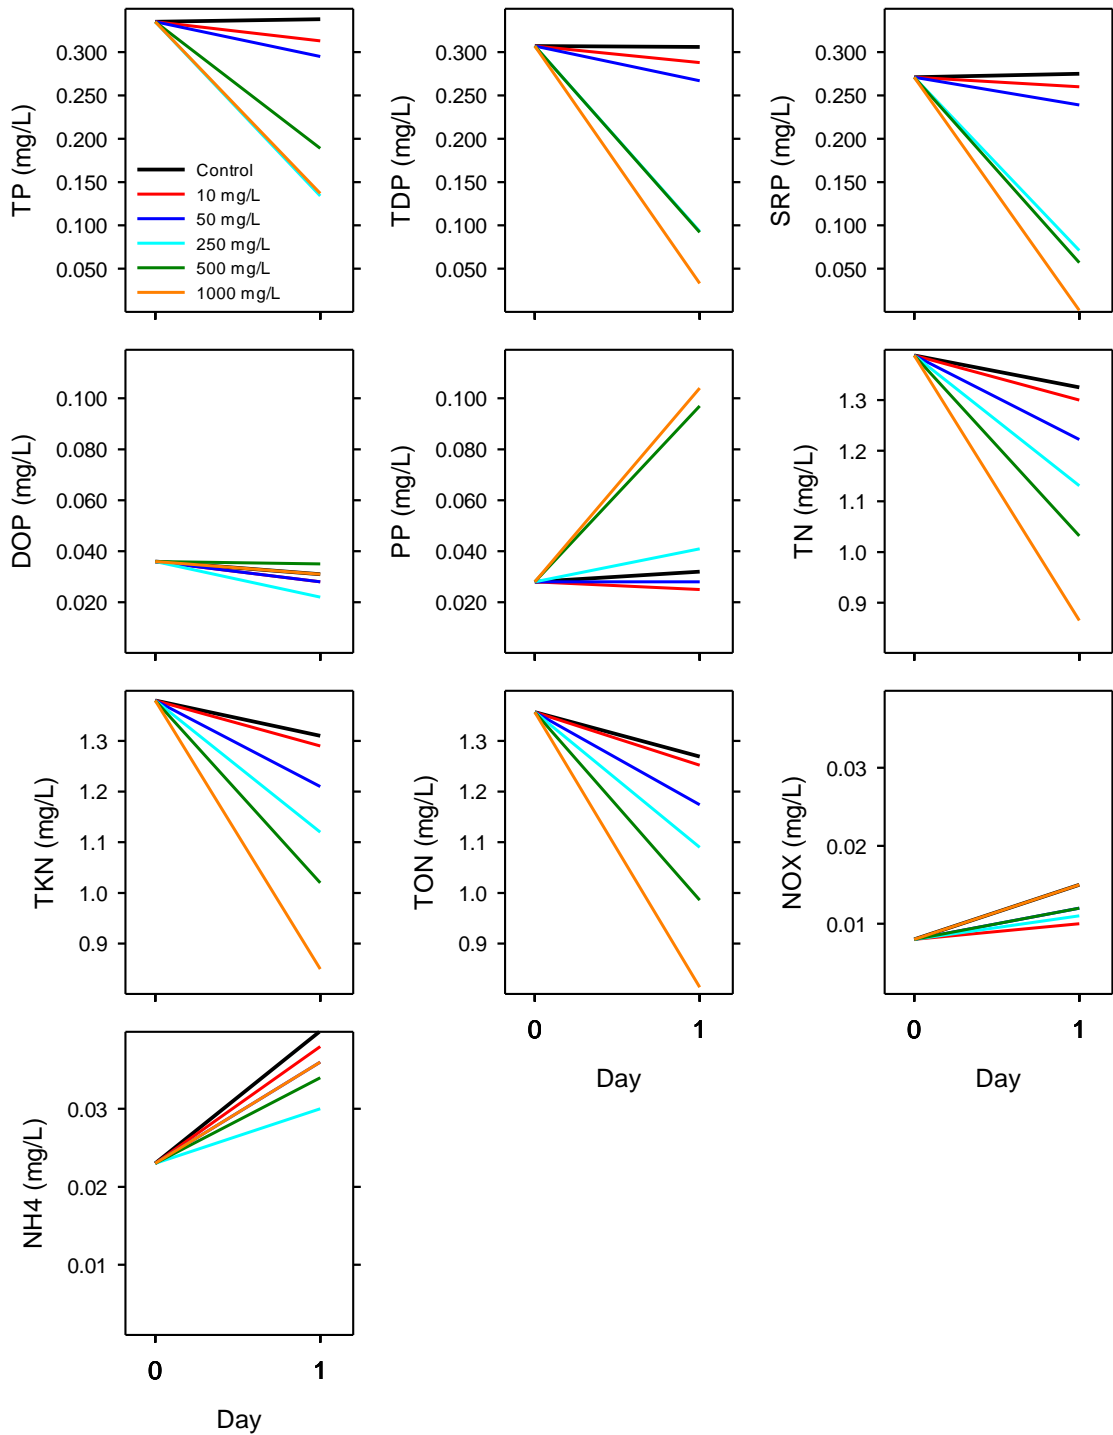 TP (mg/L)
0.300
0.250
0.200
0.150
0.100
0.050
Control
10 mg/L
50 mg/L
250 mg/L
500 mg/L
1000 mg/L
TDP (mg/L)
0.300
0.250
0.200
0.150
0.100
0.050
SRP (mg/L)
0.300
0.250
0.200
0.150
0.100
0.050
DOP (mg/L)
0.100
0.080
0.060
0.040
0.020
PP (mg/L)
0.100
0.080
0.060
0.040
0.020
TN (mg/L)
1.3
1.2
1.1
1.0
0.9
TKN (mg/L)
1.3
1.2
1.1
1.0
0.9
TON (mg/L)
1.3
1.2
1.1
1.0
0.9
0 1
Day
NOX (mg/L)
0.03
0.02
0.01
0 1
Day
NH4 (mg/L)
0.03
0.02
0.01
0 1
Day